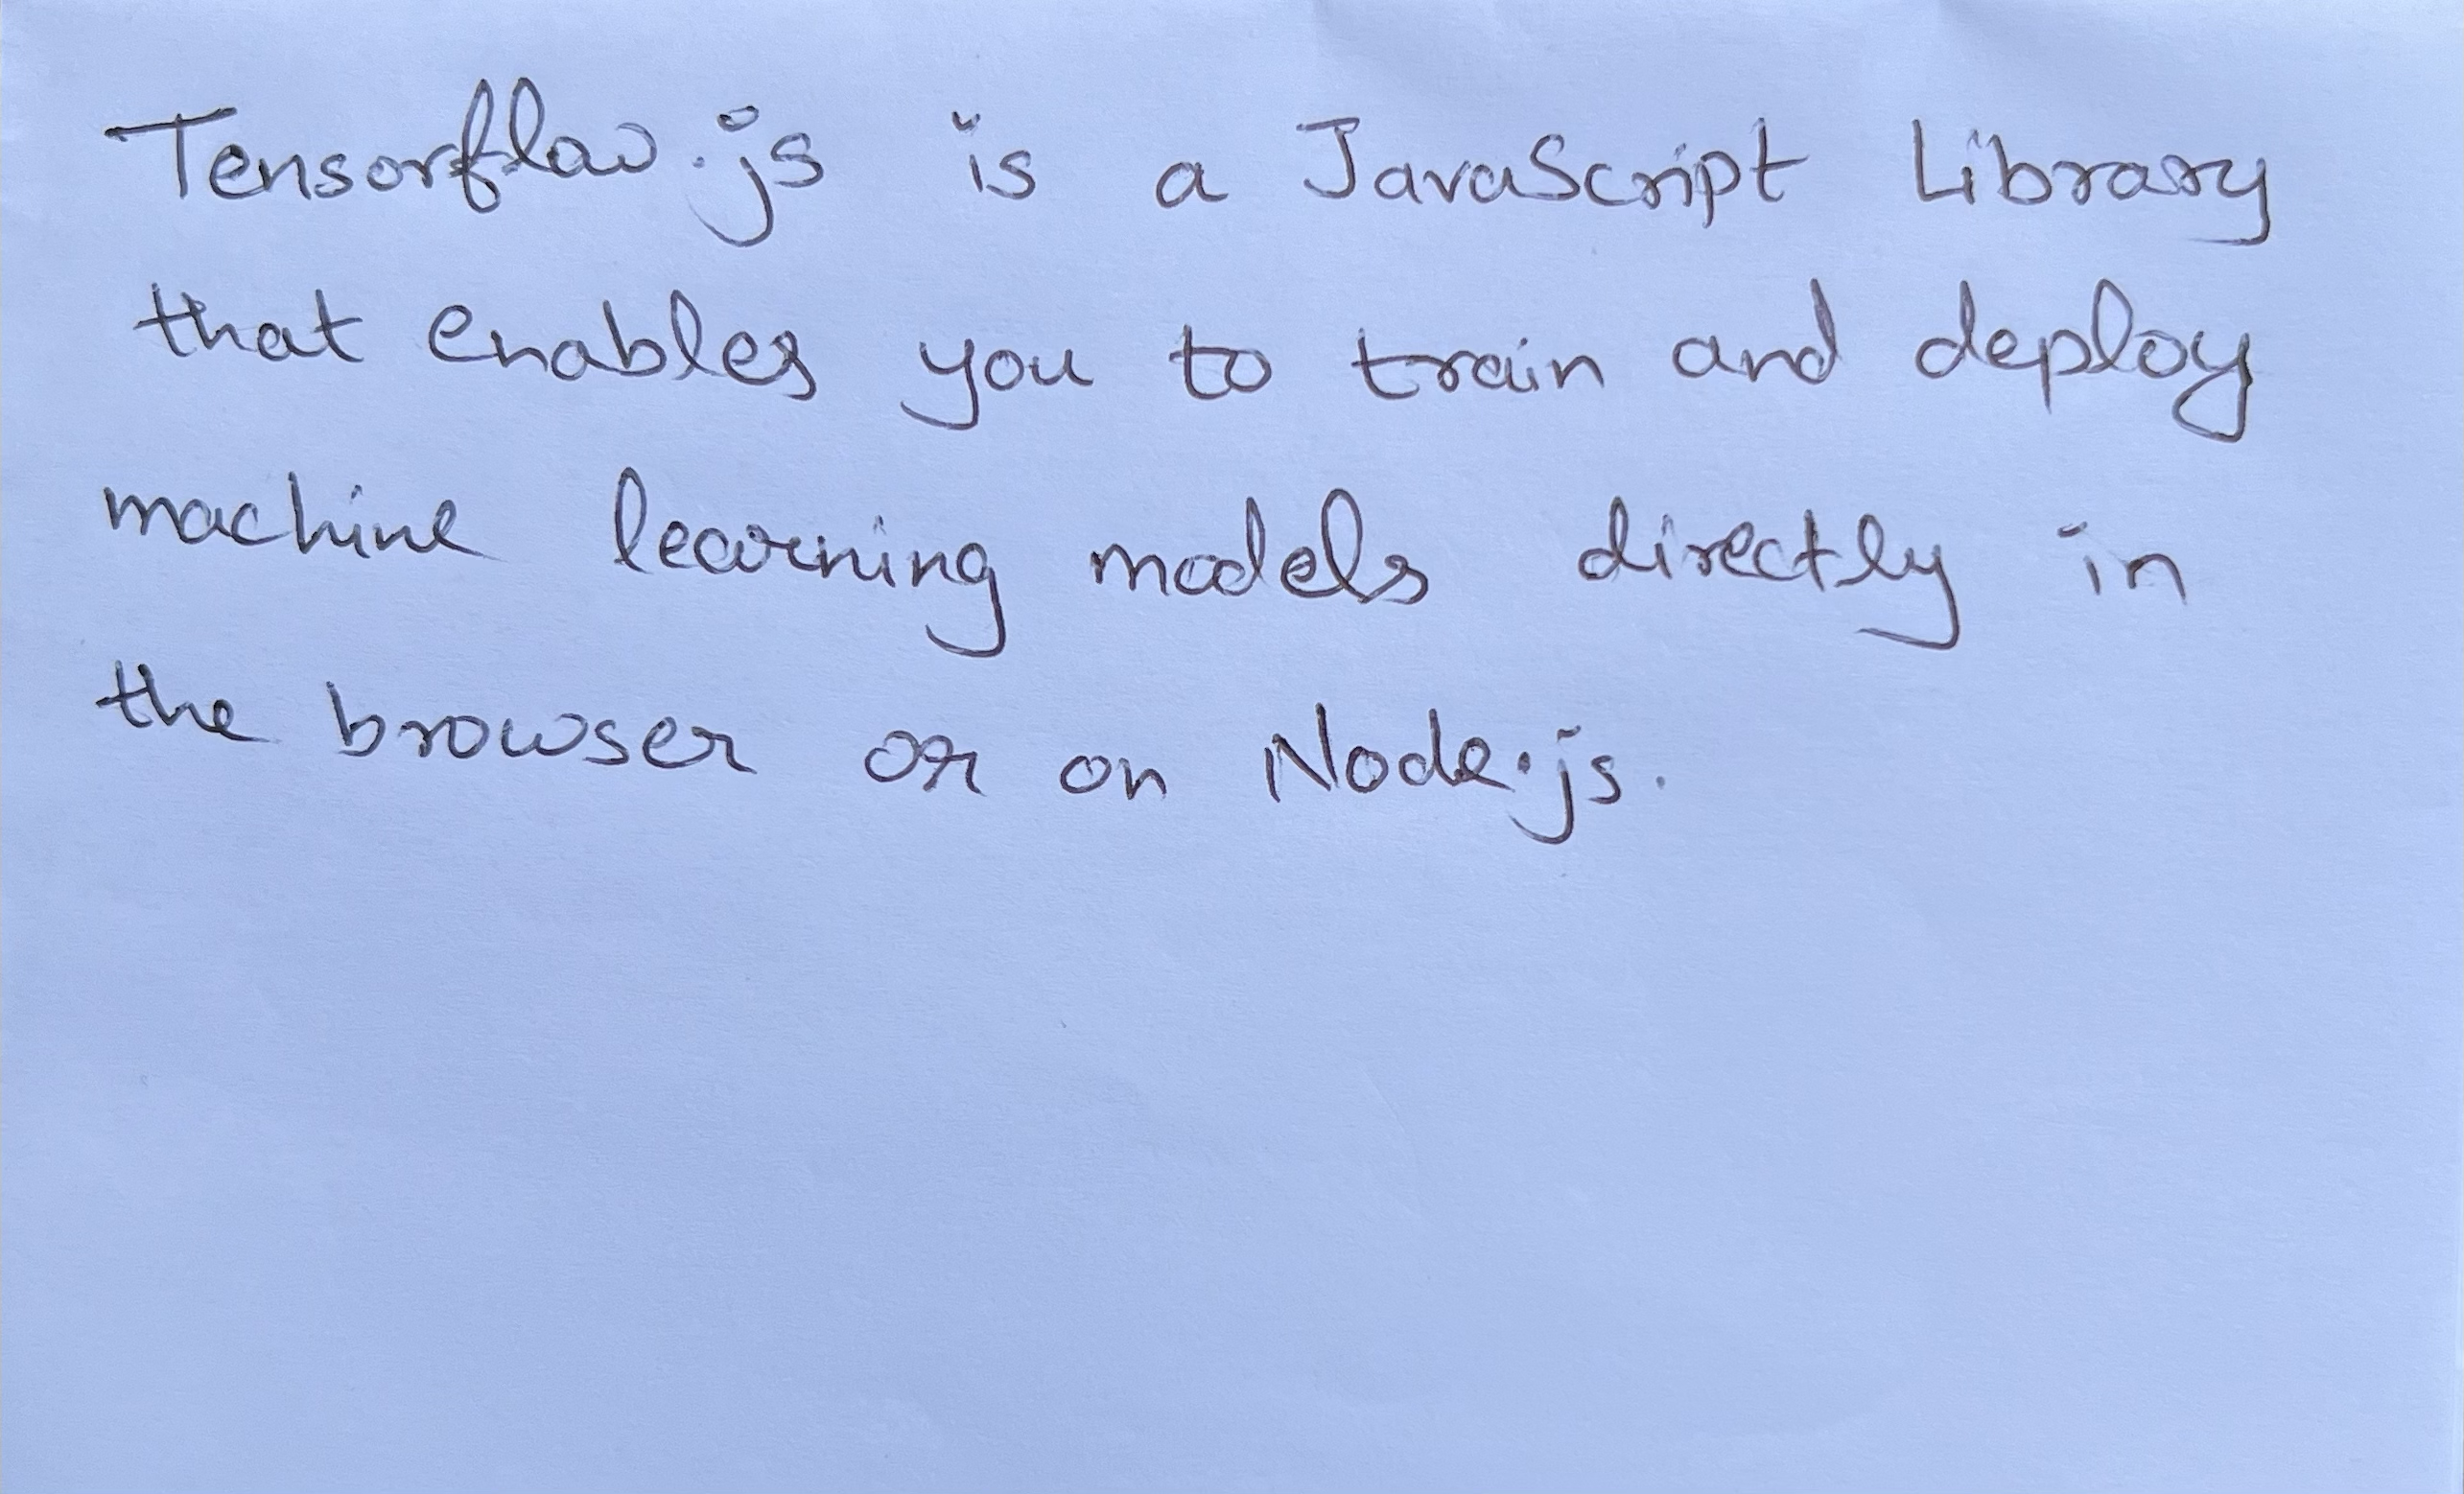 Tensorflow.js is a JavaScript Library
that enables you to train and deploy
machine learning models directly in
the browser or on Node.js.